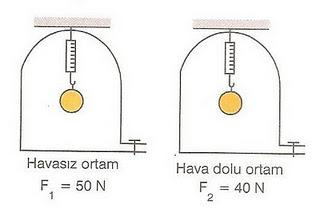 Havasız ortam
F1 = 50 N
Hava dolu ortam
F2 = 40 N